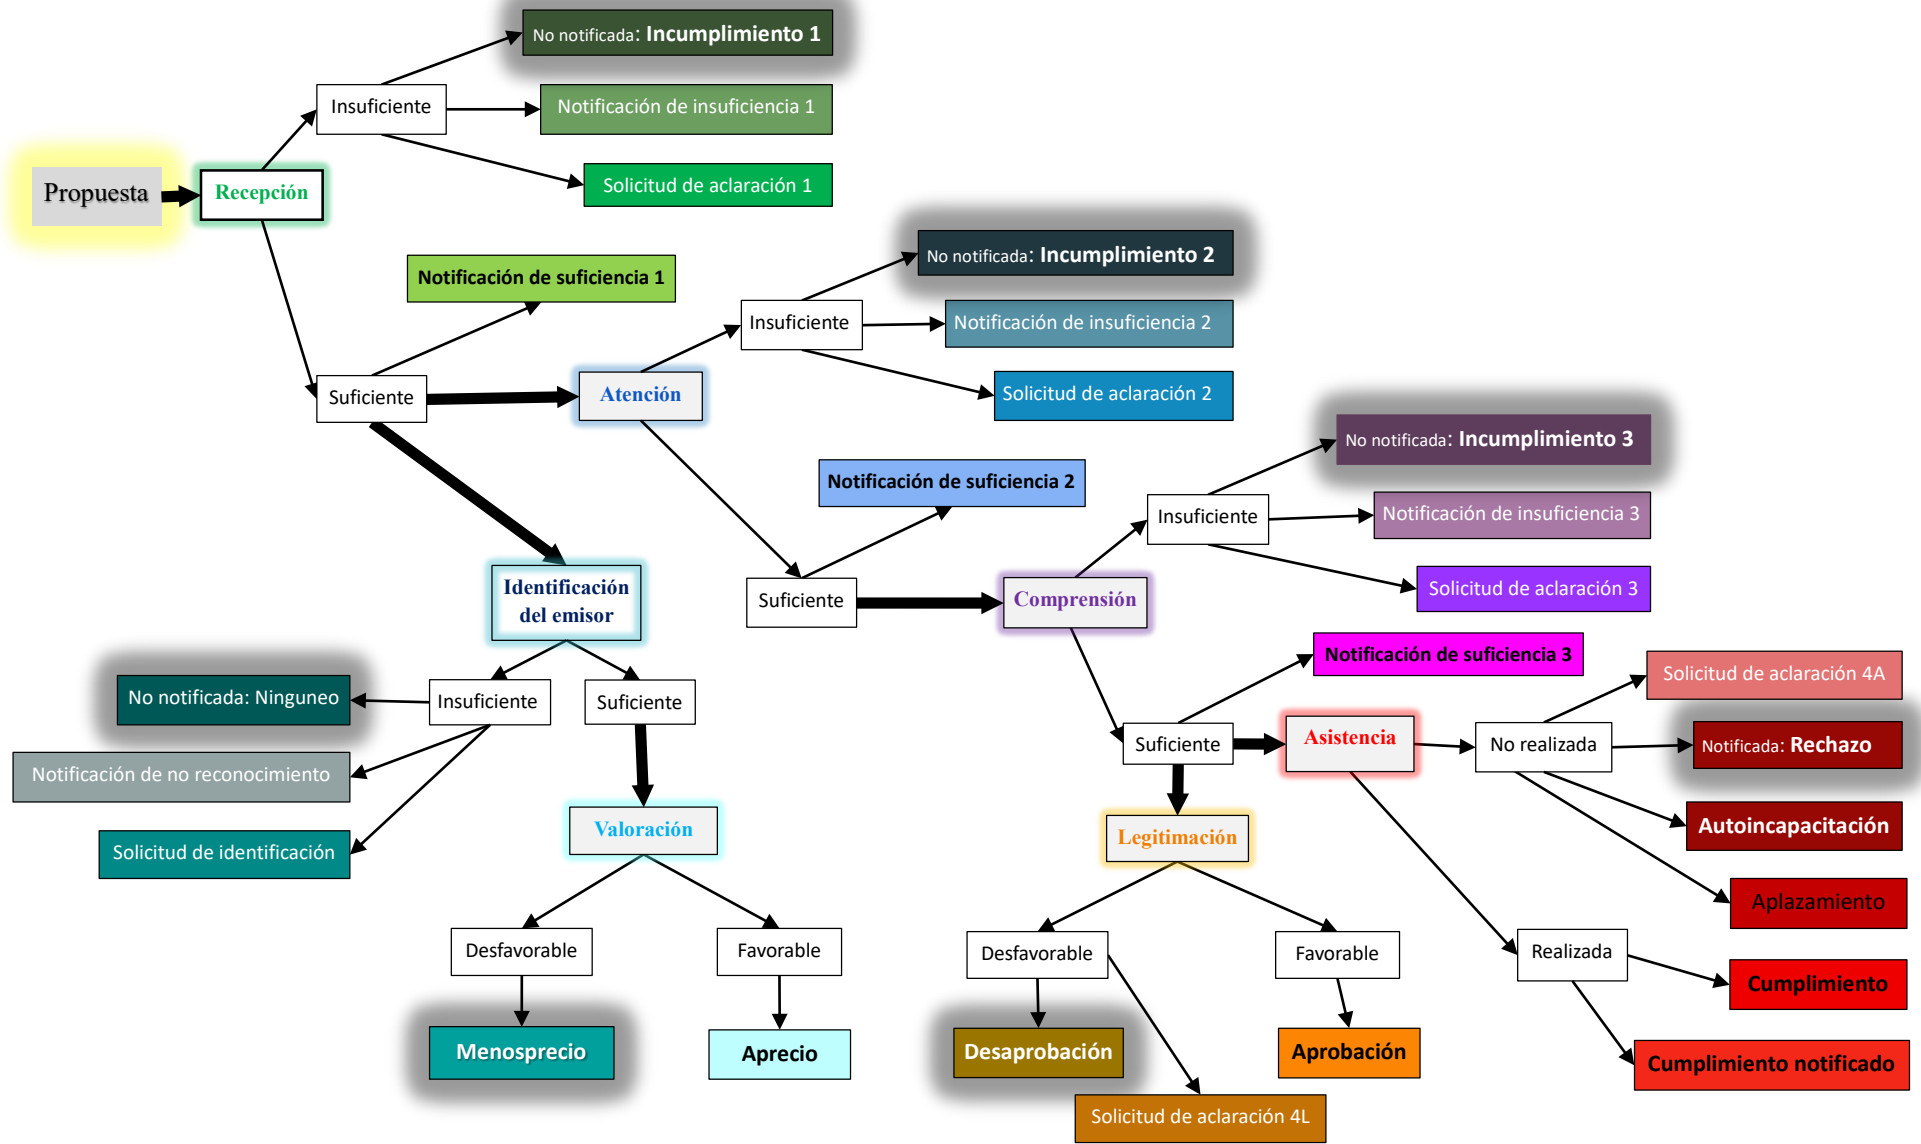 No notificada: Incumplimiento 1
Insuficiente
Notificación de insuficiencia 1
Solicitud de aclaración 1
Propuesta
Recepción
No notificada: Incumplimiento 2
Notificación de suficiencia 1
Insuficiente
Notificación de insuficiencia 2
Suficiente
Atención
Solicitud de aclaración 2
No notificada: Incumplimiento 3
Notificación de suficiencia 2
Insuficiente
Notificación de insuficiencia 3
Identificación
del emisor
Suficiente
Comprensión
Solicitud de aclaración 3
Notificación de suficiencia 3
Solicitud de aclaración 4A
No notificada: Ninguneo
Insuficiente
Suficiente
Suficiente
Asistencia
No realizada
Notificada: Rechazo
Notificación de no reconocimiento
Valoración
Legitimación
Autoincapacitación
Solicitud de identificación
Aplazamiento
Desfavorable
Favorable
Desfavorable
Favorable
Realizada
Cumplimiento
Menosprecio
Aprecio
Desaprobación
Aprobación
Cumplimiento notificado
Solicitud de aclaración 4L